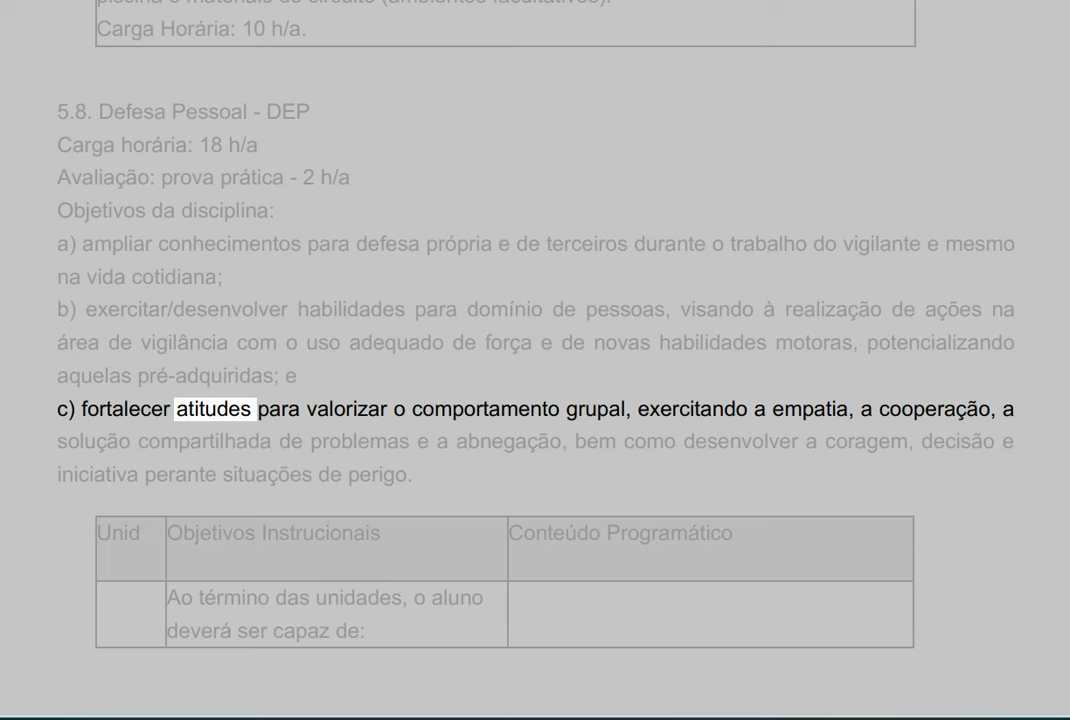 Carga Horária: 10 h/a.
5.8. Defesa Pessoal - DEP
Carga horária: 18 h/a
Avaliação: prova prática - 2 h/a
Objetivos da disciplina:
a) ampliar conhecimentos para defesa própria e de terceiros durante o trabalho do vigilante e mesmo
na vida cotidiana;
b) exercitar/desenvolver habilidades para domínio de pessoas, visando à realização de ações na
área de vigilância com o uso adequado de força e de novas habilidades motoras, potencializando
aquelas pré-adquiridas; e
c) fortalecer atitudes para valorizar o comportamento grupal, exercitando a empatia, a cooperação, a
solução compartilhada de problemas e a abnegação, bem como desenvolver a coragem, decisão e
iniciativa perante situações de perigo.
Unid Objetivos Instrucionais Conteúdo Programático
Ao término das unidades, o aluno
deverá ser capaz de: